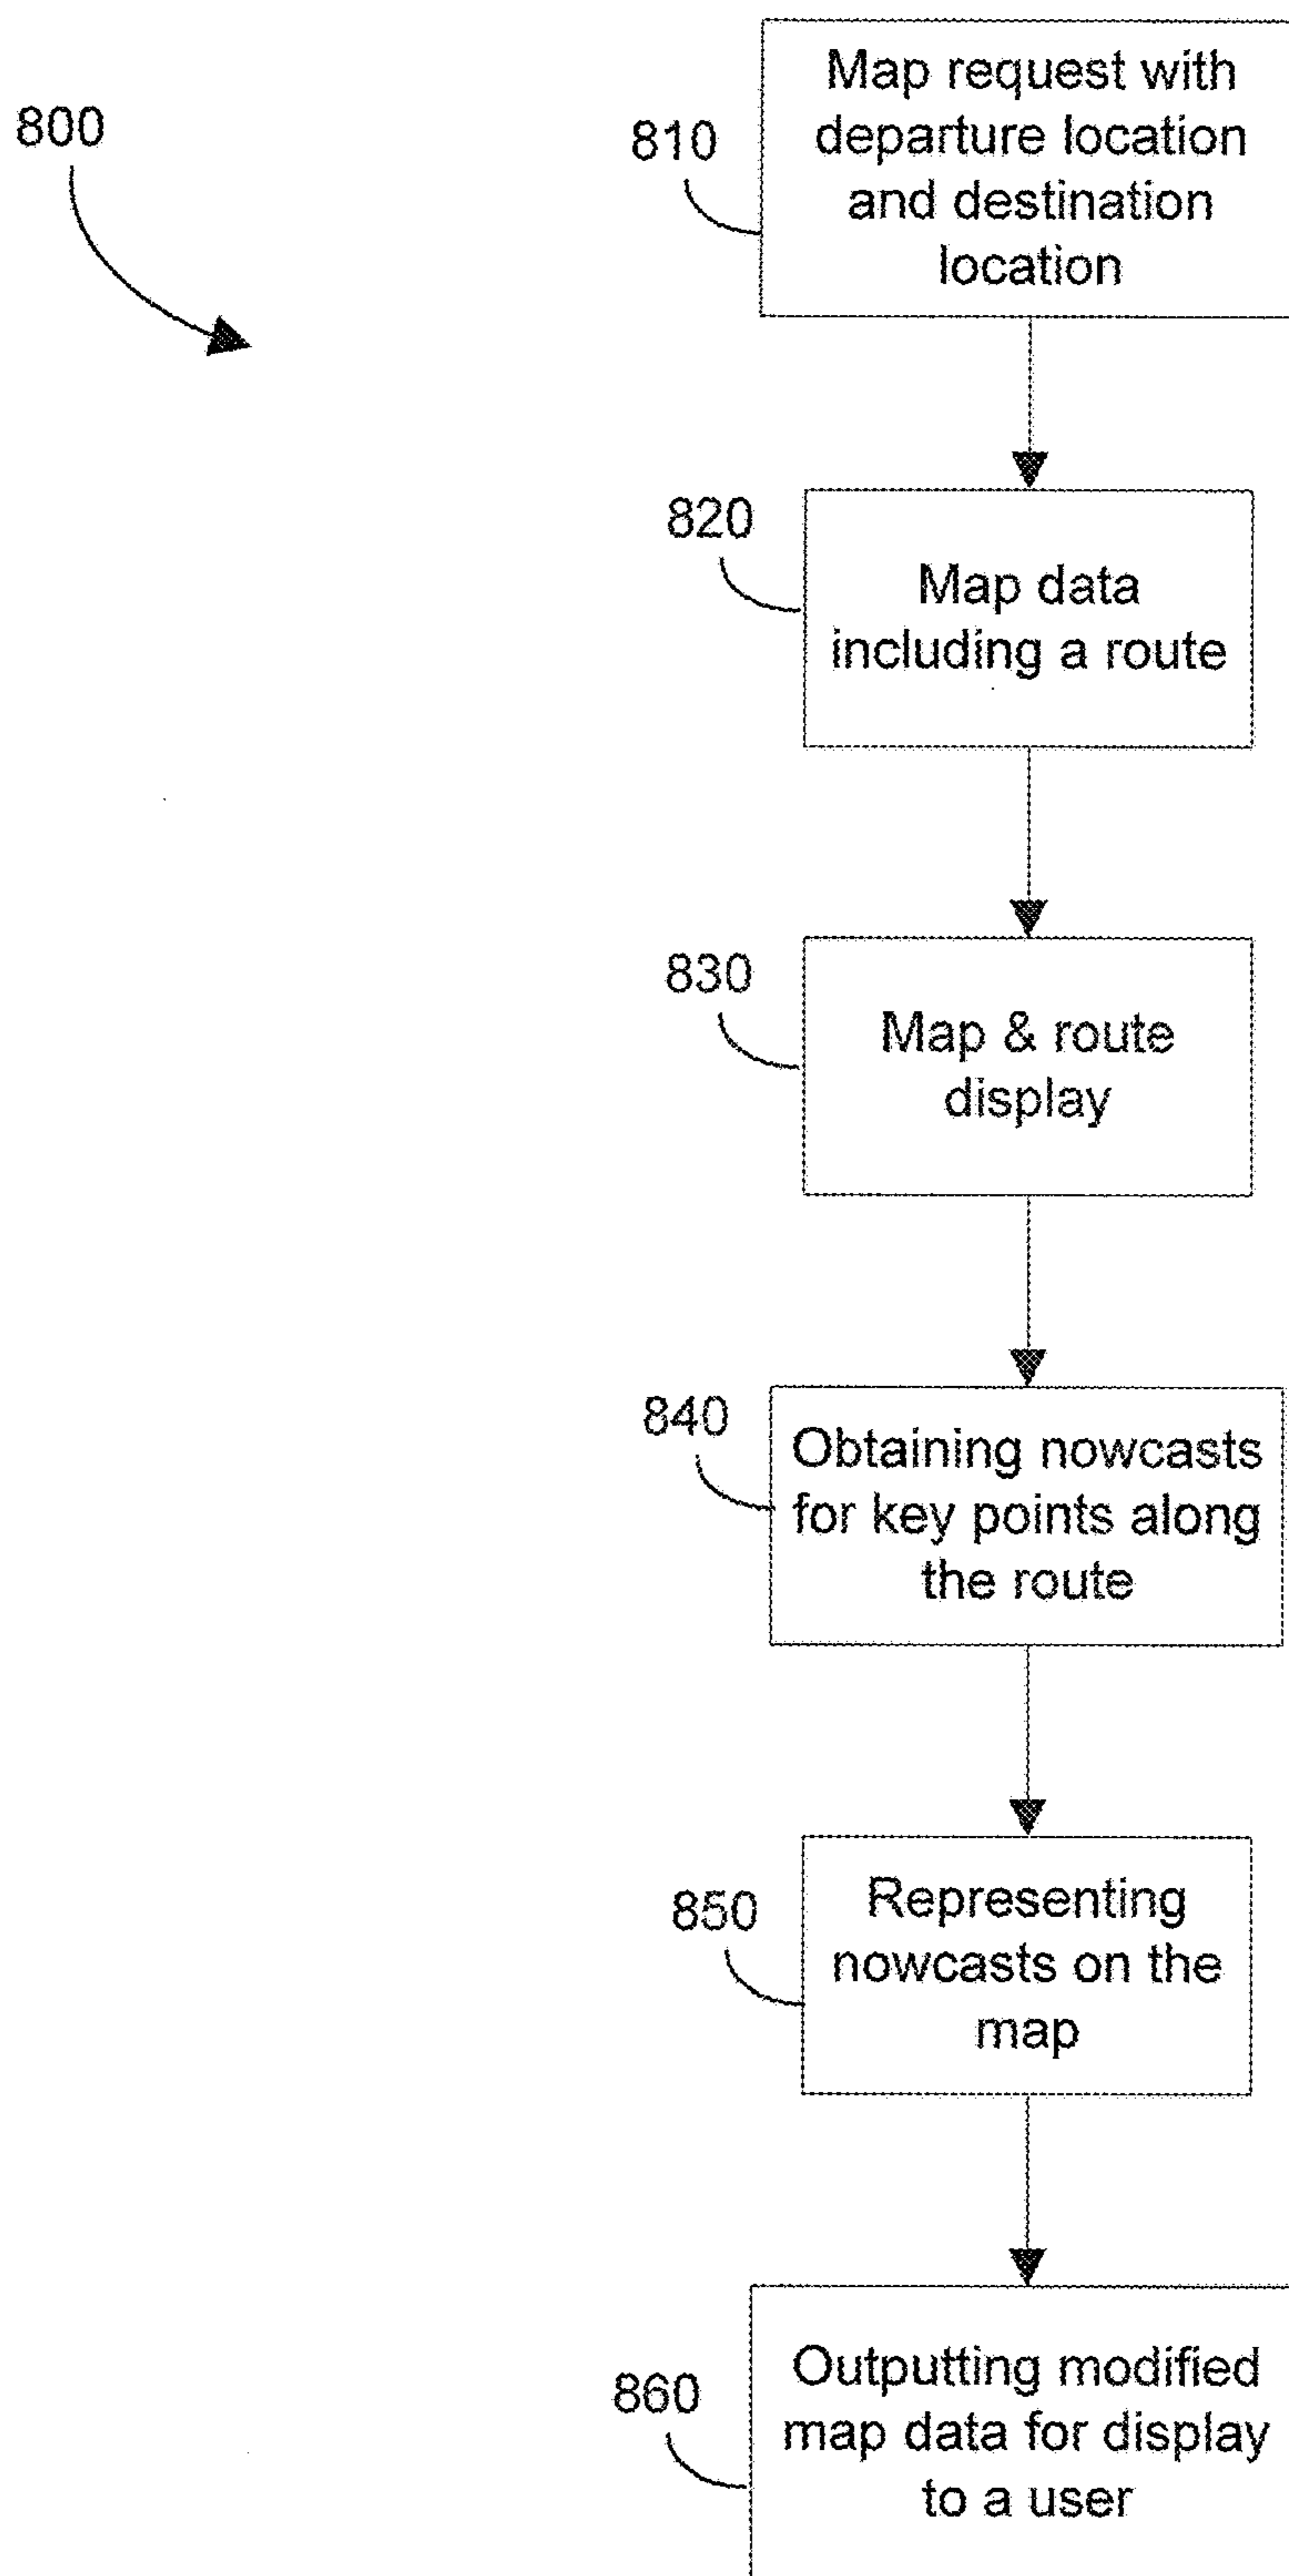 800
810
Map request with
departure location
and destination
location
820
Map data
including a route
830
Map & route
display
840
Obtaining nowcasts
for key points along
the route
850
Representing
nowcasts on the
map
860
Outputting modified
map data for display
to a user